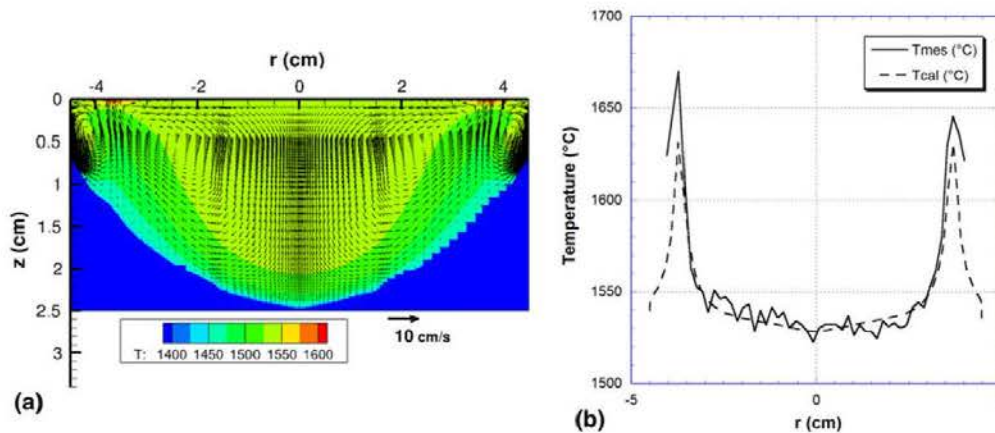 r (cm)
-4 -2 0 2 4
0
0.5
1
1.5
2
2.5
3
z (cm)
10 cm/s
T: 1400 1450 1500 1550 1600
(a)
1700
1650
1600
1550
1500
Temperature (°C)
Tmes (°C)
Tcal (°C)
-5 0
r (cm)
(b)